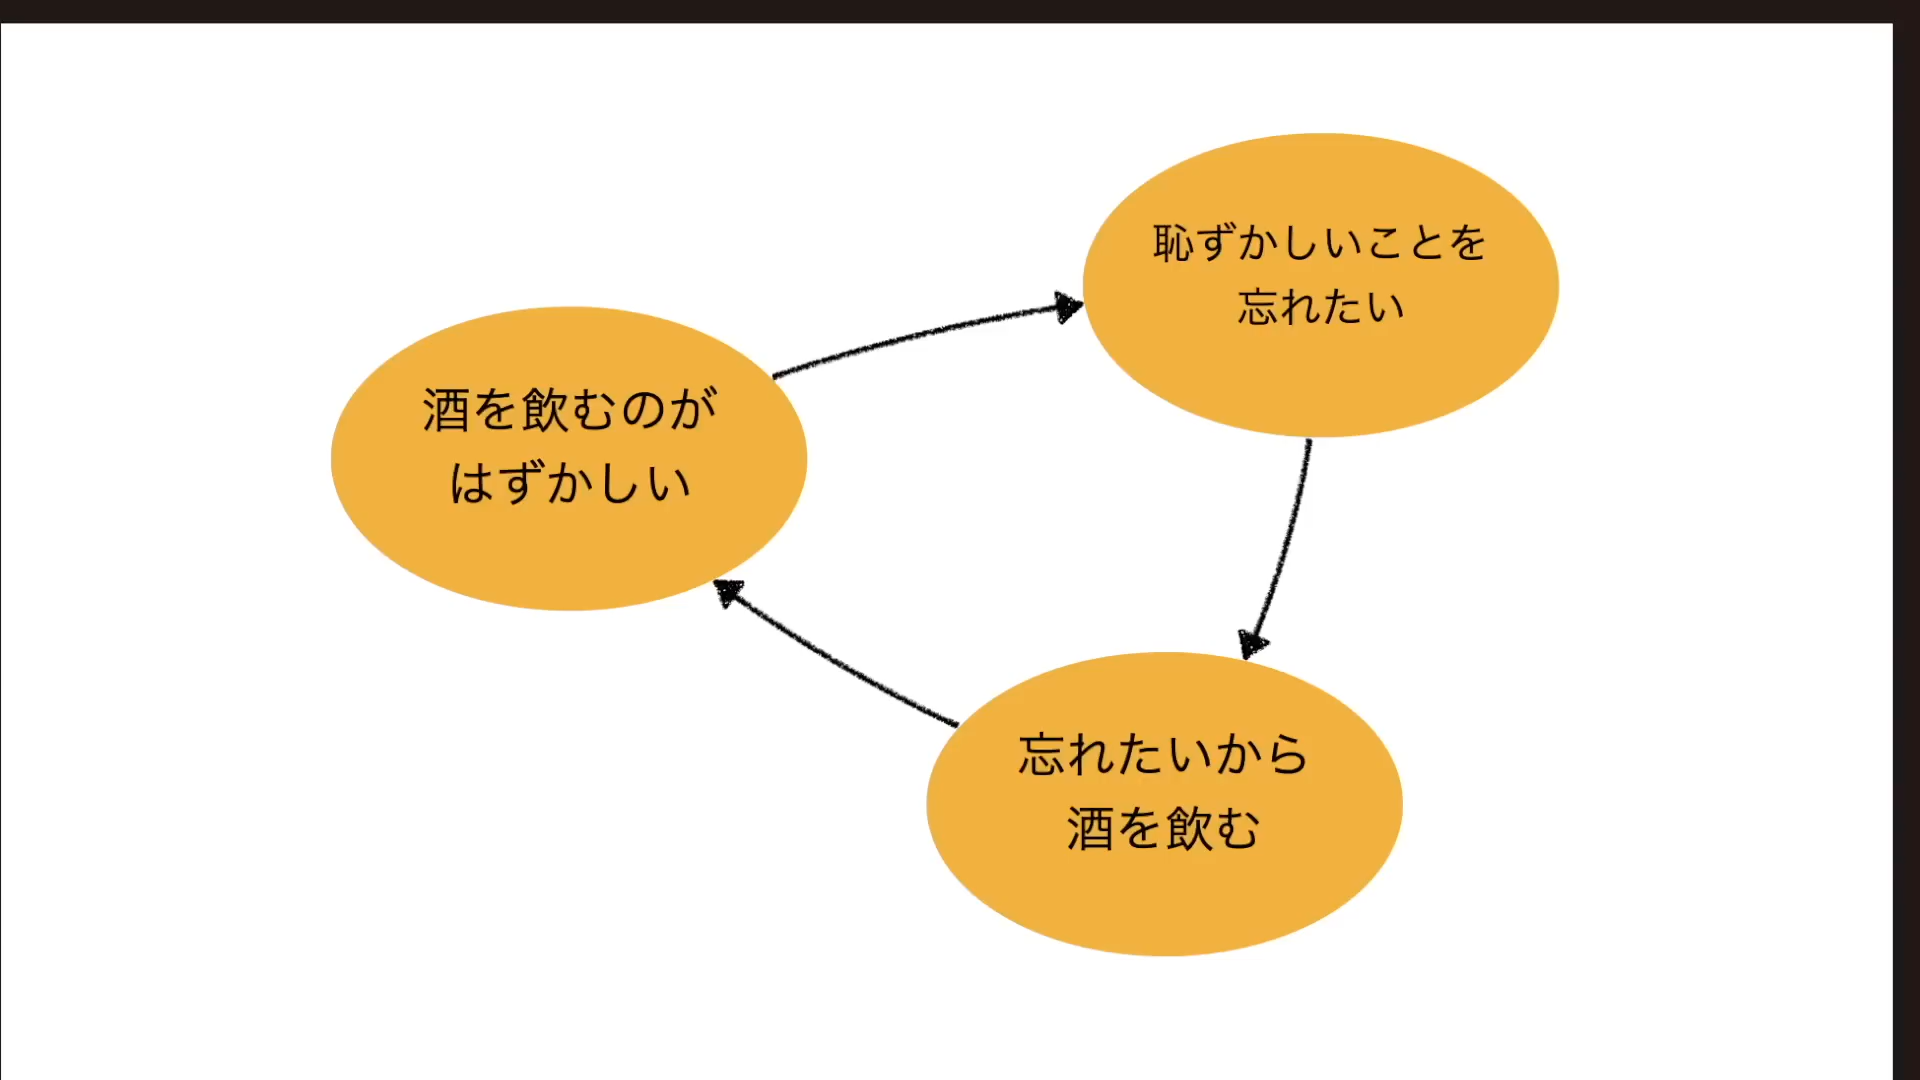 酒を飲むのが
はずかしい
恥ずかしいことを
忘れたい
忘れたいから
酒を飲む